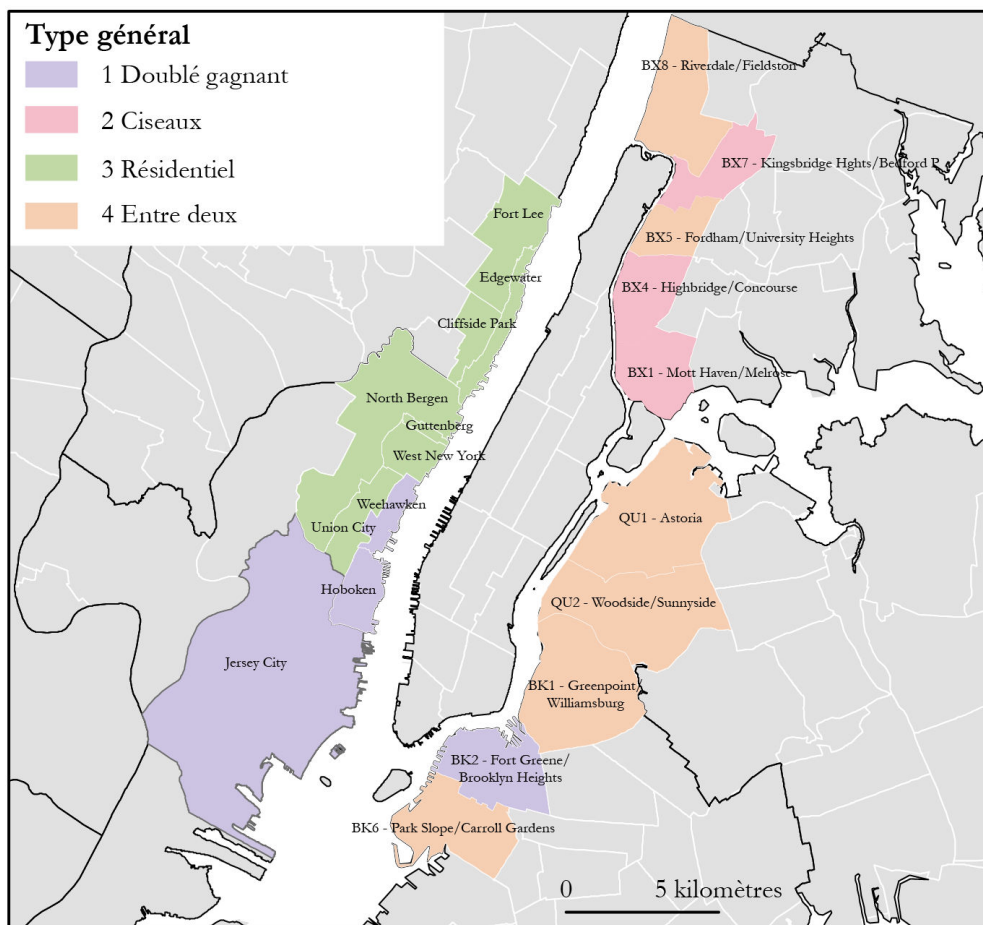 Type général
1 Doublé gagnant
2 Ciseaux
3 Résidentiel
4 Entre deux
BX8 - Riverdale/Fieldston
BX7 - Kingsbridge Hghts/Bedford P.
Fort Lee
BX5 - Fordham/University Heights
Edgewater
BX4 - Highbridge/Concourse
Cliffside Park
BX1 - Mott Haven/Melrose
North Bergen
Guttenberg
West New York
Weehawken
QU1 - Astoria
Union City
Hoboken
QU2 - Woodside/Sunnyside
Jersey City
BK1 - Greenpoint/
Williamsburg
BK2 - Fort Greene/
Brooklyn Heights
BK6 - Park Slope/Carroll Gardens
0 5 kilomètres